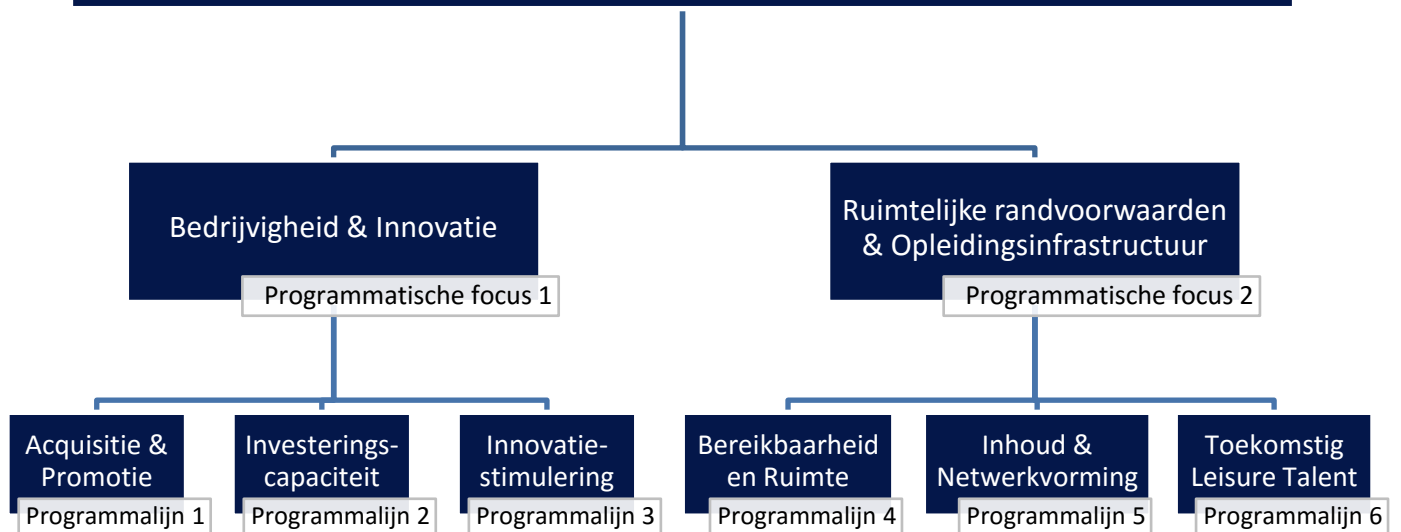 Bedrijvigheid & Innovatie
Programmatische focus 1
Ruimtelijke randvoorwaarden
& Opleidingsinfrastructuur
Programmatische focus 2
Acquisitie &
Promotie
Programmalijn 1
Investerings-
capaciteit
Programmalijn 2
Innovatie-
stimulering
Programmalijn 3
Bereikbaarheid
en Ruimte
Programmalijn 4
Inhoud &
Netwerkvorming
Programmalijn 5
Toekomstig
Leisure Talent
Programmalijn 6